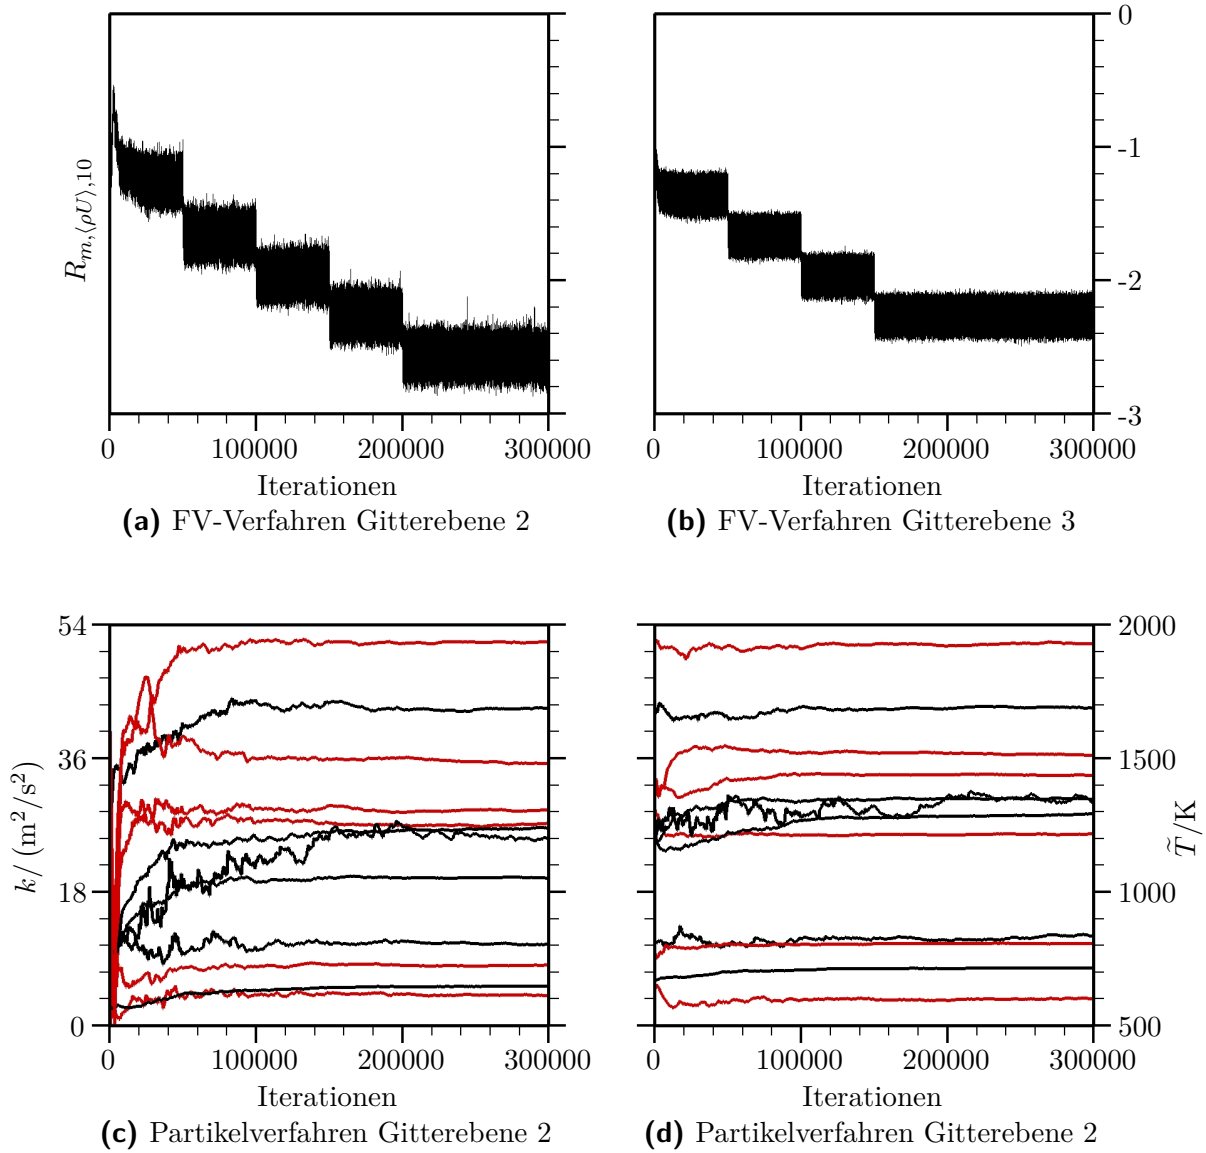 0
-1
-2
-3
R_{m,⟨ρU⟩,10}
0 100000 200000 300000
0 100000 200000 300000
Iterationen
Iterationen
(a) FV-Verfahren Gitterebene 2
(b) FV-Verfahren Gitterebene 3
54
36
18
0
k/ (m²/s²)
2000
1500
1000
500
T̃/K
0 100000 200000 300000
0 100000 200000 300000
Iterationen
Iterationen
(c) Partikelverfahren Gitterebene 2
(d) Partikelverfahren Gitterebene 2